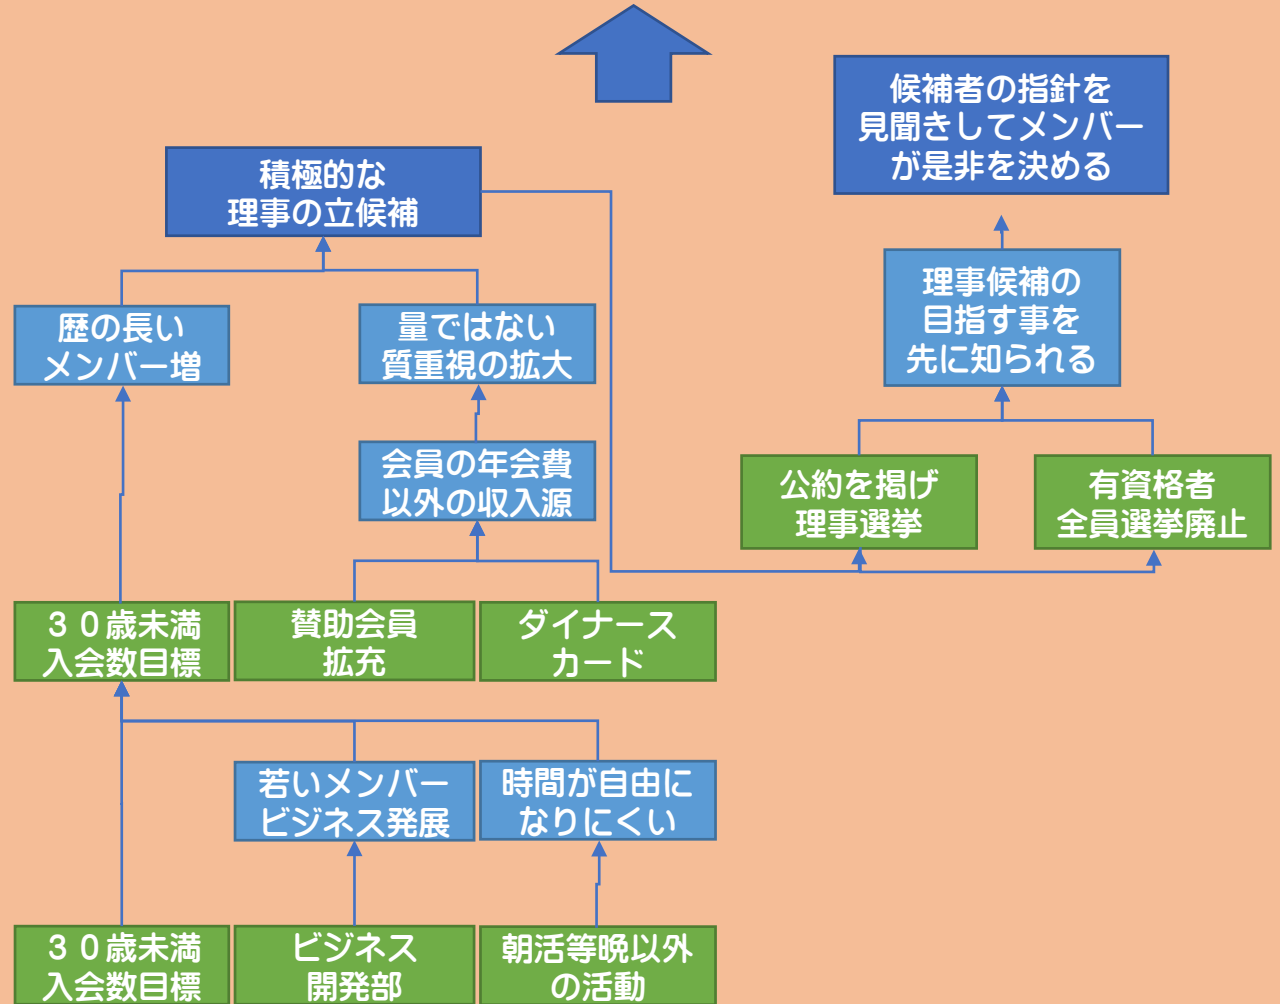 候補者の指針を
見聞きしてメンバー
が是非を決める
積極的な
理事の立候補
理事候補の
目指す事を
先に知られる
歴の長い
メンバー増
量ではない
質重視の拡大
会員の年会費
以外の収入源
公約を掲げ
理事選挙
有資格者
全員選挙廃止
３０歳未満
入会数目標
賛助会員
拡充
ダイナース
カード
若いメンバー
ビジネス発展
時間が自由に
なりにくい
３０歳未満
入会数目標
ビジネス
開発部
朝活等晩以外
の活動